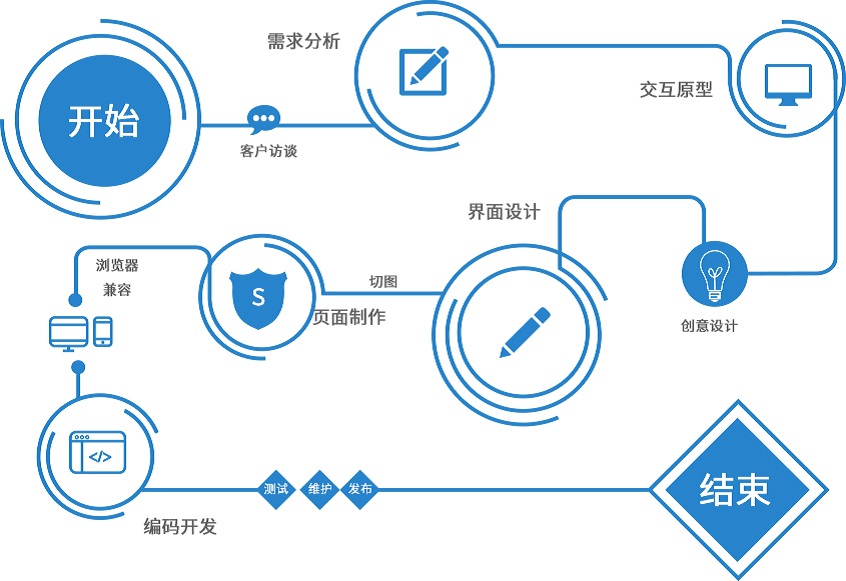 开始
客户访谈
需求分析
交互原型
创意设计
界面设计
切图
页面制作
S
浏览器
兼容
</>
编码开发
测试
维护
发布
结束